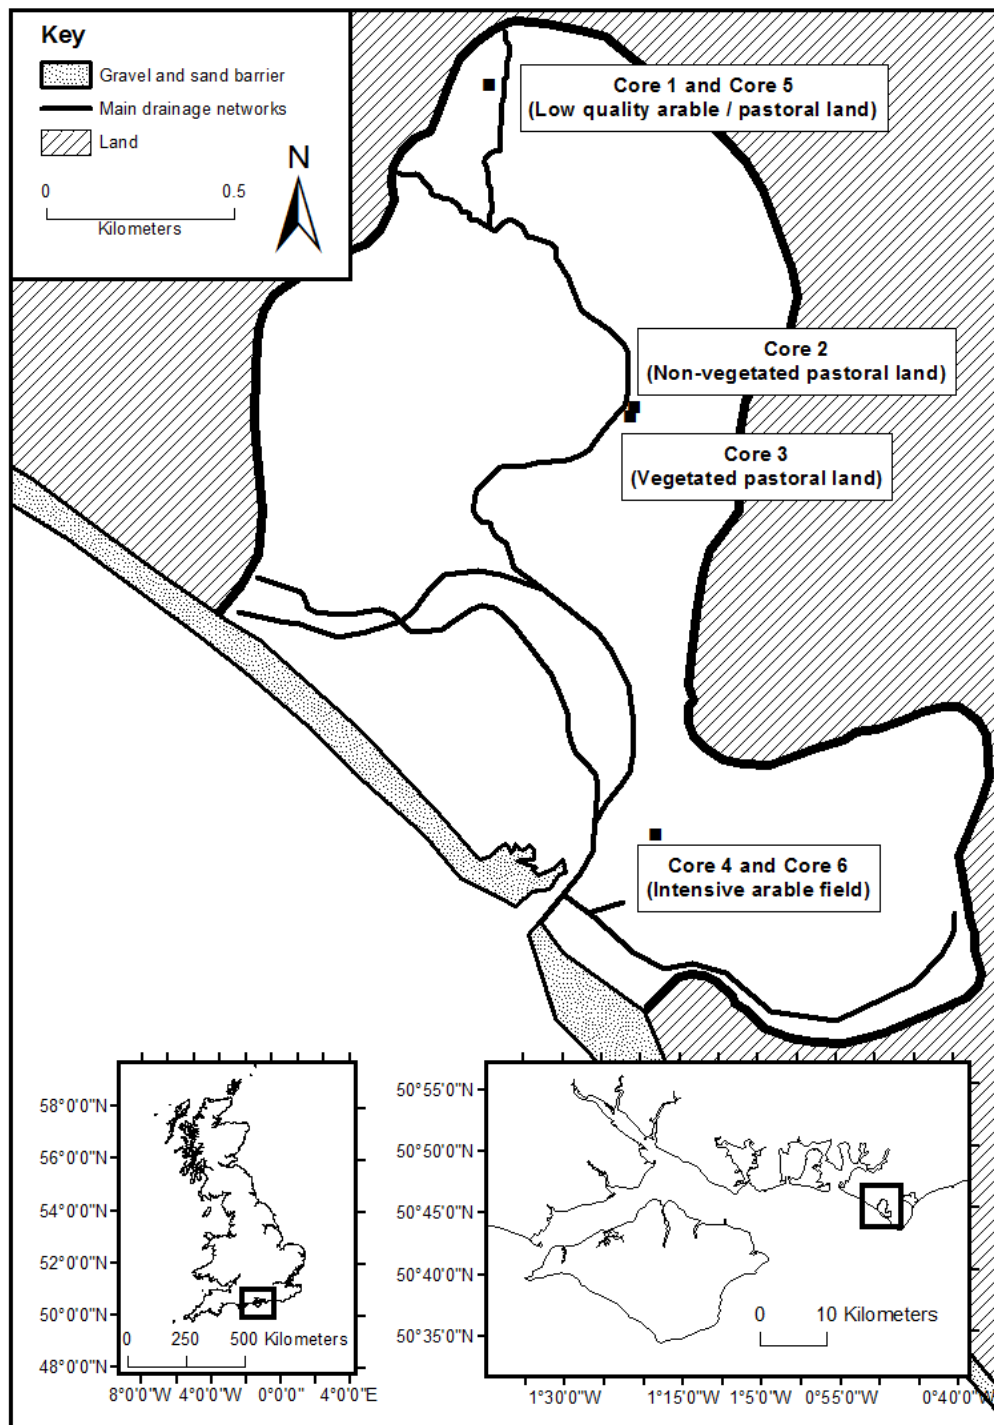 Key
Gravel and sand barrier
Main drainage networks
Land
N
0 0.5
Kilometers
Core 1 and Core 5
(Low quality arable / pastoral land)
Core 2
(Non-vegetated pastoral land)
Core 3
(Vegetated pastoral land)
Core 4 and Core 6
(Intensive arable field)
58°0'0"N
56°0'0"N
54°0'0"N
52°0'0"N
50°0'0"N
48°0'0"N
0 250 500 Kilometers
8°0'0"W 4°0'0"W 0°0'0" 4°0'0"E
50°55'0"N
50°50'0"N
50°45'0"N
50°40'0"N
50°35'0"N
0 10 Kilometers
1°30'0"W 1°15'0"W 1°5'0"W 0°55'0"W 0°40'0"W